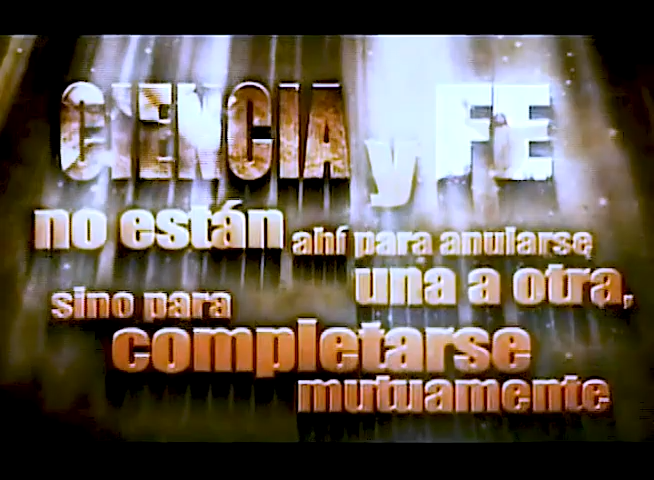 CIENCIA y FE
no están ahí para anularse
una a otra,
sino para
completarse
mutuamente